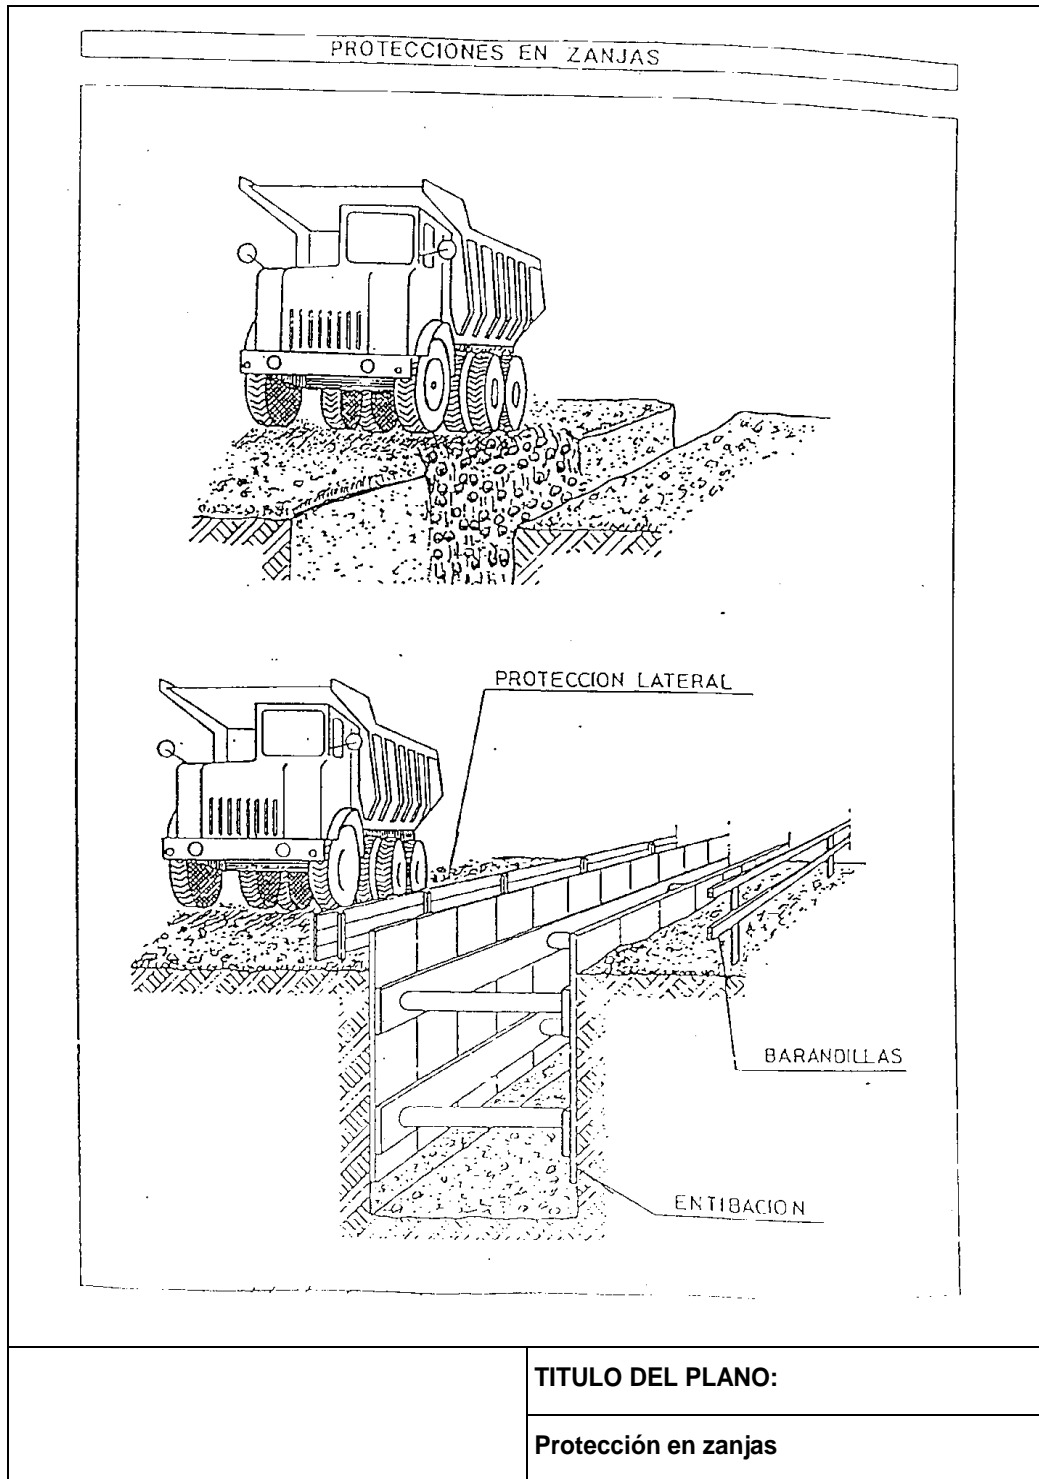 PROTECCIONES EN ZANJAS
PROTECCION LATERAL
BARANDILLAS
ENTIBACION
TITULO DEL PLANO:
Protección en zanjas